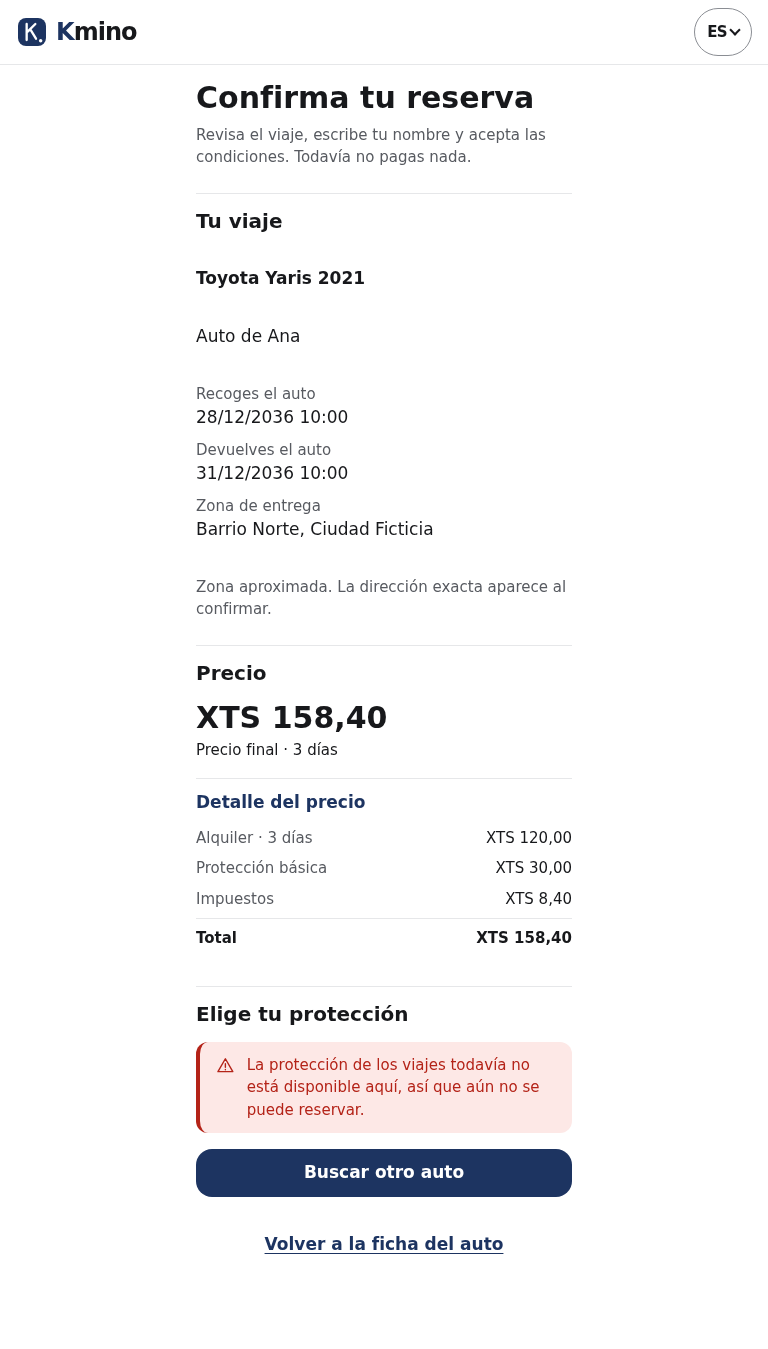 Kmino
ES
Confirma tu reserva
Revisa el viaje, escribe tu nombre y acepta las
condiciones. Todavía no pagas nada.
Tu viaje
Toyota Yaris 2021
Auto de Ana
Recoges el auto
28/12/2036 10:00
Devuelves el auto
31/12/2036 10:00
Zona de entrega
Barrio Norte, Ciudad Ficticia
Zona aproximada. La dirección exacta aparece al
confirmar.
Precio
XTS 158,40
Precio final · 3 días
Detalle del precio
Alquiler · 3 días XTS 120,00
Protección básica XTS 30,00
Impuestos XTS 8,40
Total XTS 158,40
Elige tu protección
La protección de los viajes todavía no
está disponible aquí, así que aún no se
puede reservar.
Buscar otro auto
Volver a la ficha del auto